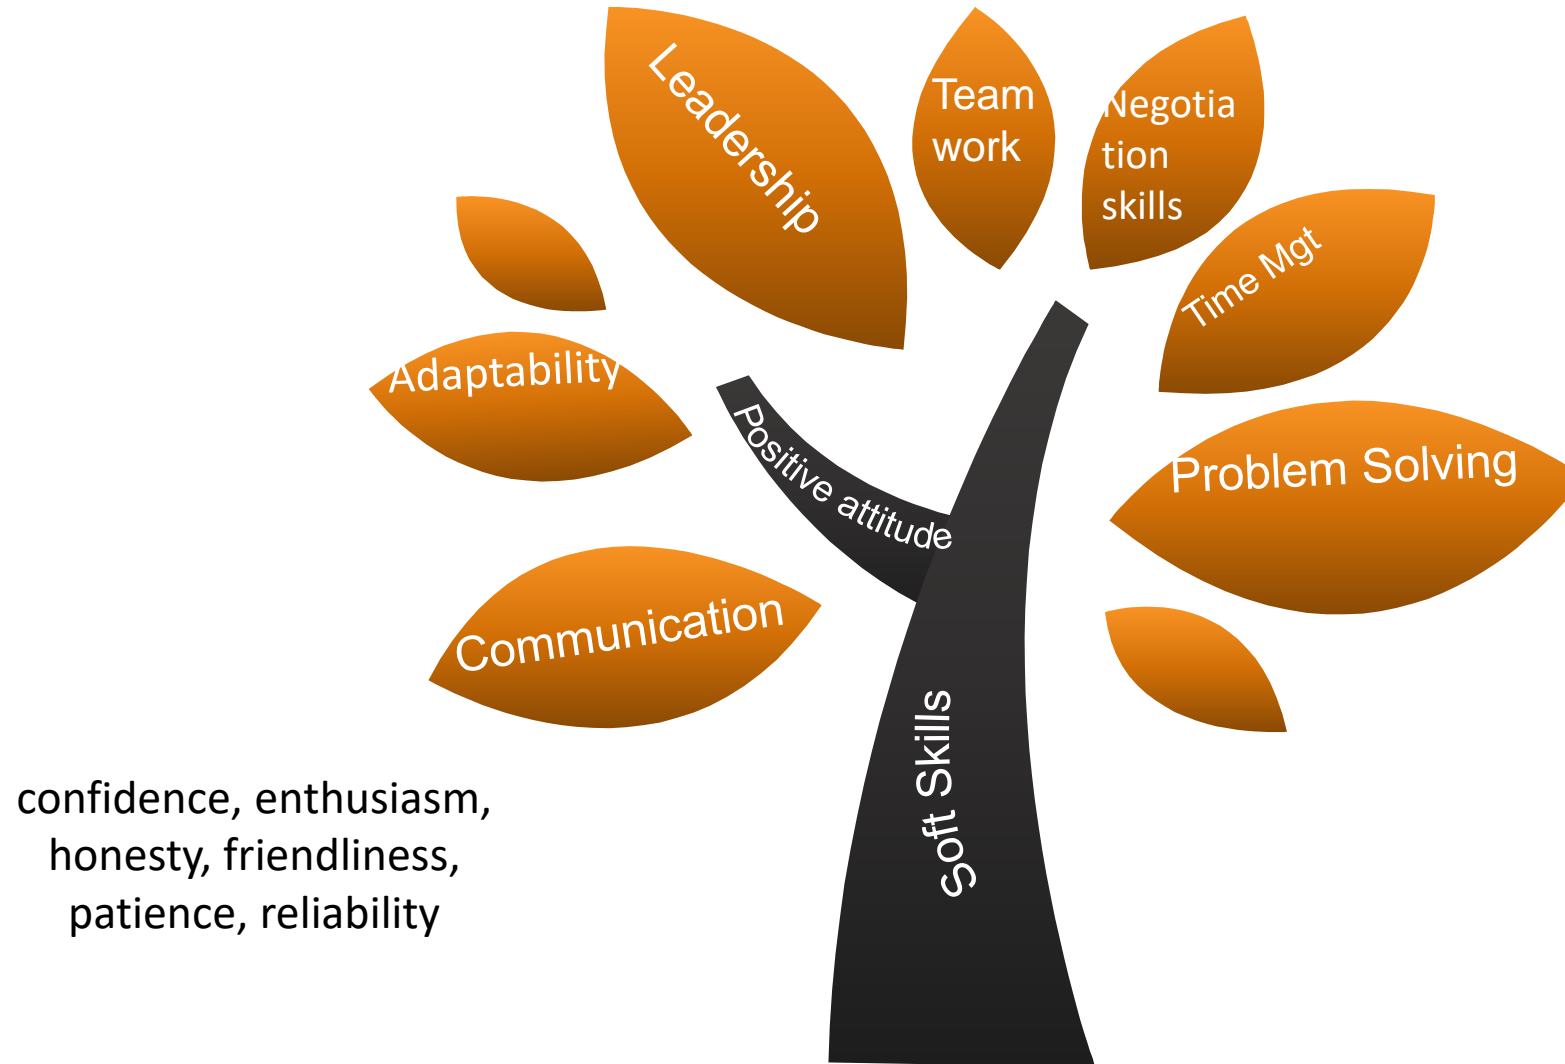 Leadership
Team
work
Negotia
tion
skills
Time Mgt
Adaptability
Positive attitude
Problem Solving
Communication
Soft Skills
confidence, enthusiasm,
honesty, friendliness,
patience, reliability